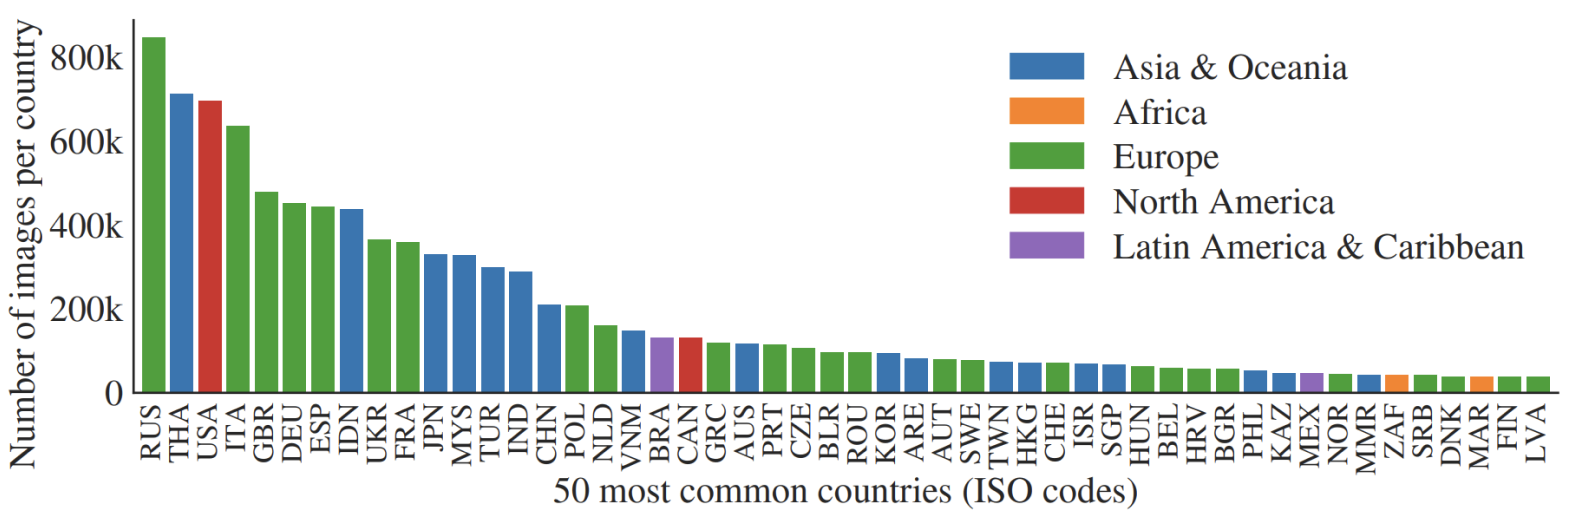 Number of images per country
800k
600k
400k
200k
0
Asia & Oceania
Africa
Europe
North America
Latin America & Caribbean
RUS THA USA ITA GBR DEU ESP IDN UKR FRA JPN MYS TUR IND CHN POL NLD VNM BRA CAN GRC AUS PRT CZE BLR ROU KOR ARE AUT SWE TWN HKG CHE ISR SGP HUN BEL HRV BGR PHL KAZ MEX NOR MMR ZAF SRB DNK MAR FIN LVA
50 most common countries (ISO codes)